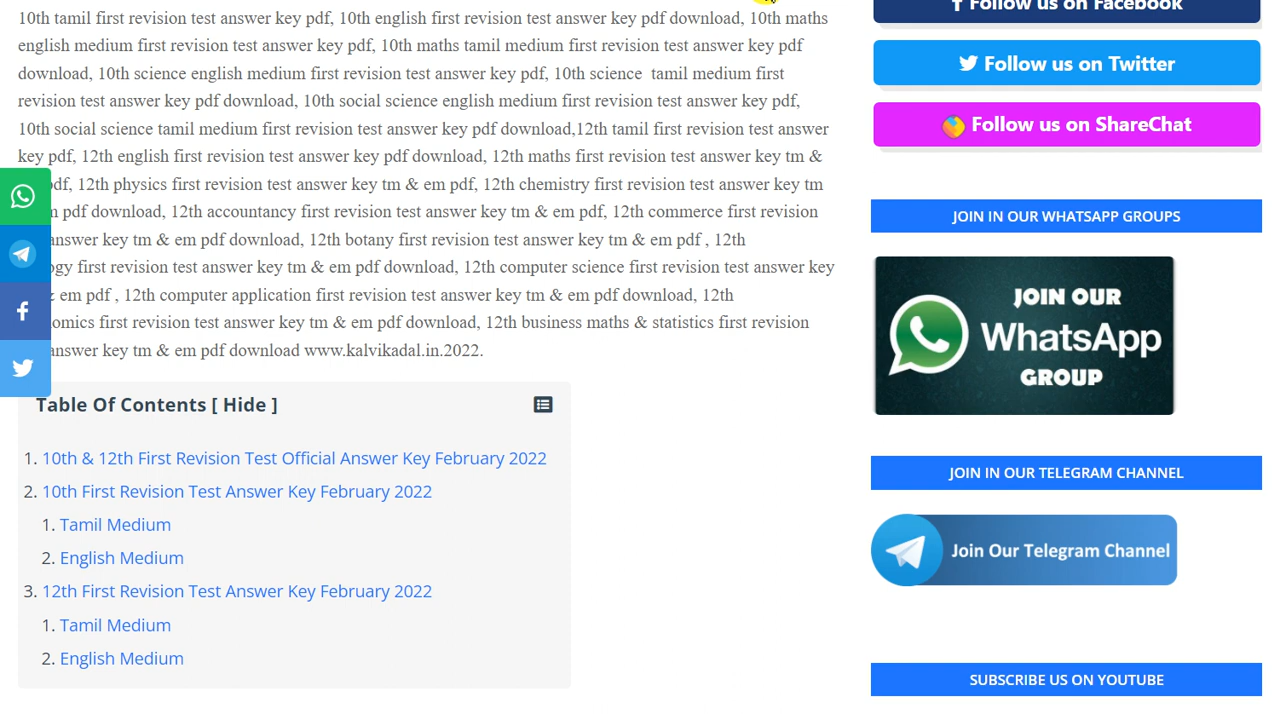 10th tamil first revision test answer key pdf, 10th english first revision test answer key pdf download, 10th maths
english medium first revision test answer key pdf, 10th maths tamil medium first revision test answer key pdf
download, 10th science english medium first revision test answer key pdf, 10th science tamil medium first
revision test answer key pdf download, 10th social science english medium first revision test answer key pdf,
10th social science tamil medium first revision test answer key pdf download,12th tamil first revision test answer
key pdf, 12th english first revision test answer key pdf download, 12th maths first revision test answer key tm &
12th physics first revision test answer key tm & em pdf, 12th chemistry first revision test answer key tm
pdf download, 12th accountancy first revision test answer key tm & em pdf, 12th commerce first revision
answer key tm & em pdf download, 12th botany first revision test answer key tm & em pdf , 12th
first revision test answer key tm & em pdf download, 12th computer science first revision test answer key
em pdf , 12th computer application first revision test answer key tm & em pdf download, 12th
first revision test answer key tm & em pdf download, 12th business maths & statistics first revision
answer key tm & em pdf download www.kalvikadal.in.2022.
Table Of Contents [ Hide ]
1. 10th & 12th First Revision Test Official Answer Key February 2022
2. 10th First Revision Test Answer Key February 2022
1. Tamil Medium
2. English Medium
3. 12th First Revision Test Answer Key February 2022
1. Tamil Medium
2. English Medium
Follow us on Facebook
Follow us on Twitter
Follow us on ShareChat
JOIN IN OUR WHATSAPP GROUPS
JOIN OUR
WhatsApp
GROUP
JOIN IN OUR TELEGRAM CHANNEL
Join Our Telegram Channel
SUBSCRIBE US ON YOUTUBE